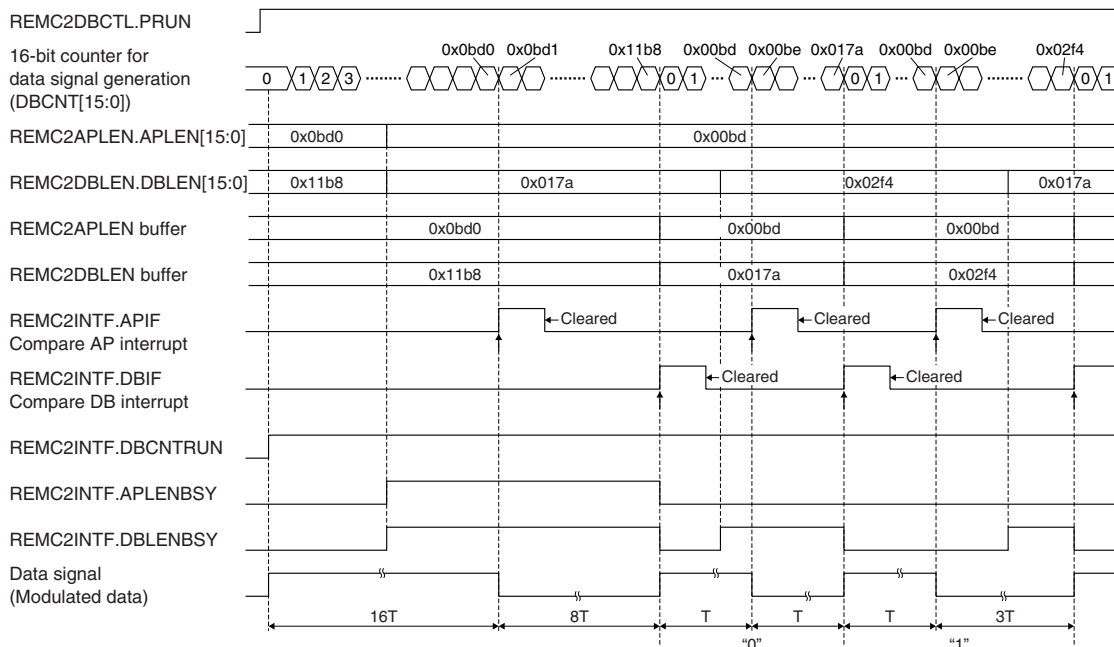 REMC2DBCTL.PRUN
16-bit counter for
data signal generation
(DBCNT[15:0])
0x0bd0 0x0bd1 0x11b8 0x00bd 0x00be 0x017a 0x00bd 0x00be 0x02f4
0 1 2 3 0 1 0 1 0 1
REMC2APLEN.APLEN[15:0] 0x0bd0 0x00bd
REMC2DBLEN.DBLEN[15:0] 0x11b8 0x017a 0x02f4 0x017a
REMC2APLEN buffer 0x0bd0 0x00bd 0x00bd
REMC2DBLEN buffer 0x11b8 0x017a 0x02f4
REMC2INTF.APIF
Compare AP interrupt
Cleared Cleared Cleared
REMC2INTF.DBIF
Compare DB interrupt
Cleared Cleared
REMC2INTF.DBCNTRUN
REMC2INTF.APLENBSY
REMC2INTF.DBLENBSY
Data signal
(Modulated data)
16T 8T T T T 3T
“0” “1”